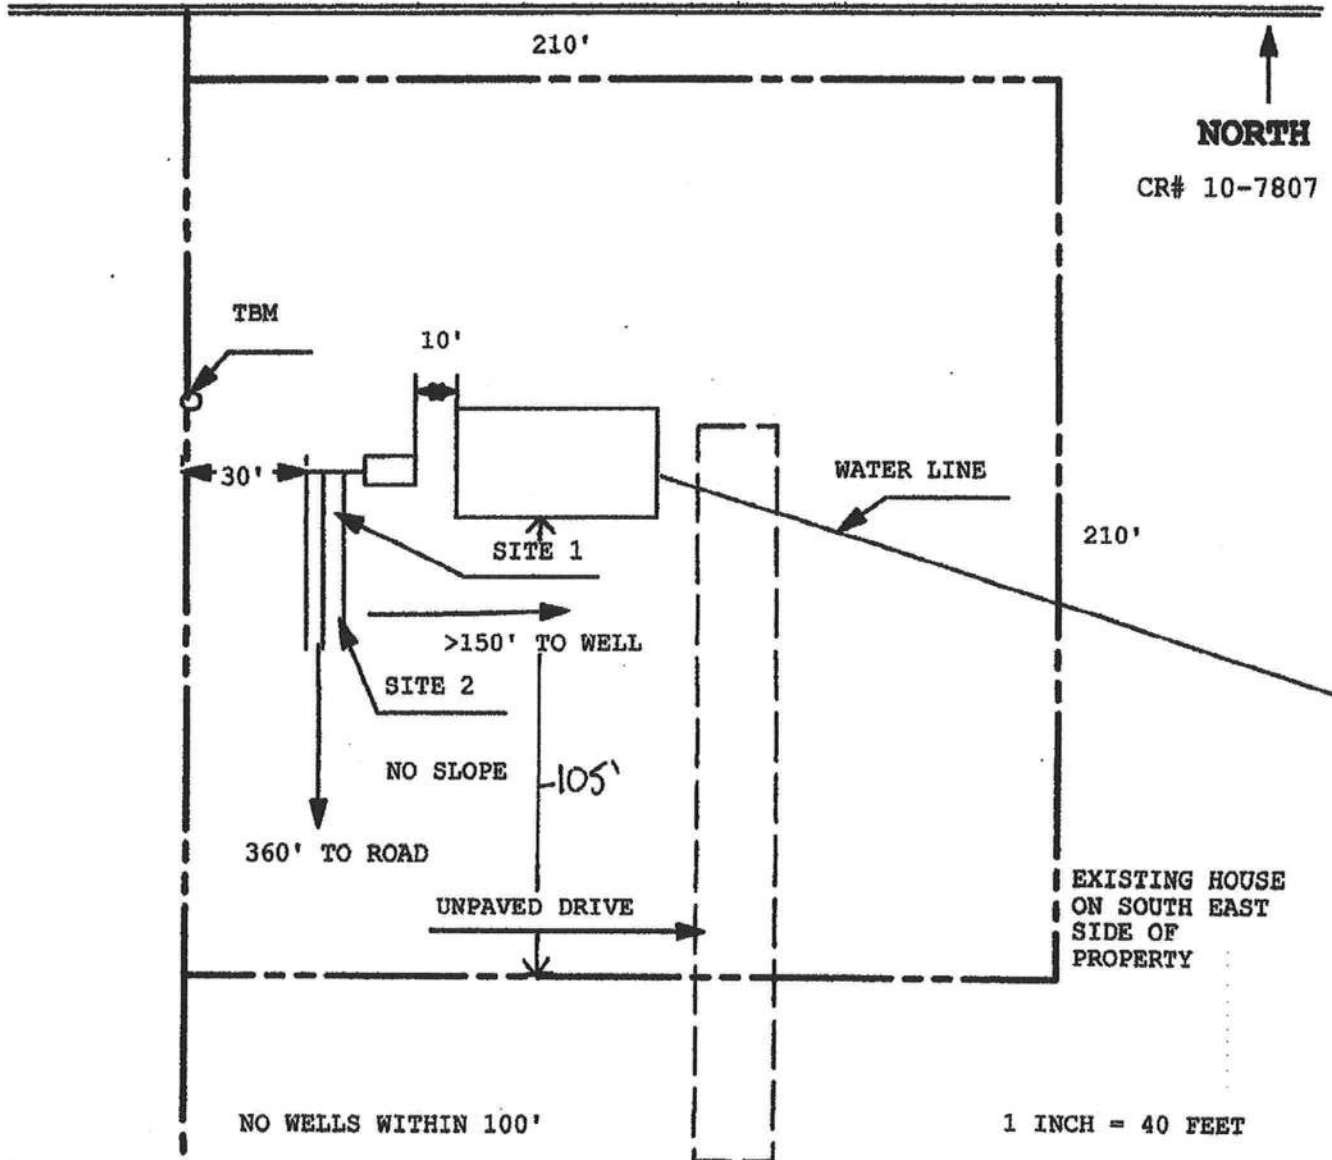 210'
NORTH
CR# 10-7807
TBM
10'
30'
WATER LINE
SITE 1
210'
>150' TO WELL
SITE 2
NO SLOPE
105'
360' TO ROAD
UNPAVED DRIVE
EXISTING HOUSE
ON SOUTH EAST
SIDE OF
PROPERTY
NO WELLS WITHIN 100'
1 INCH = 40 FEET